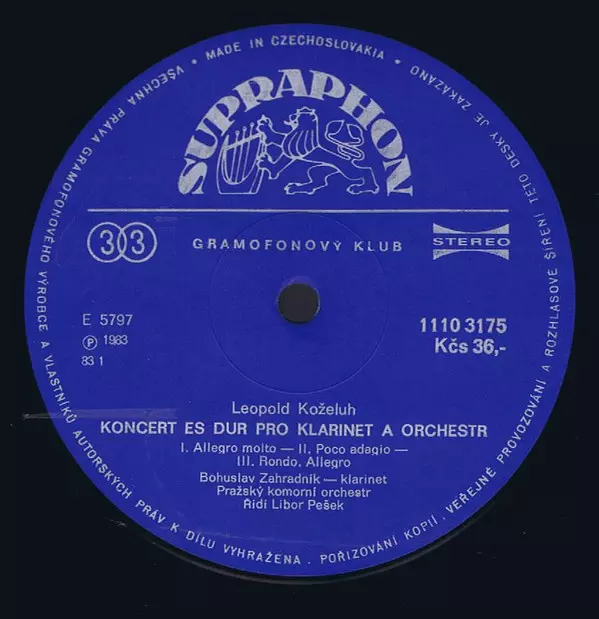 • MADE IN CZECHOSLOVAKIA •
VŠECHNA PRÁVA GRAMOFONOVÉHO VÝROBCE A VLASTNÍKŮ AUTORSKÝCH PRÁV K DÍLU VYHRAŽENA. POŘIZOVÁNÍ KOPIÍ, VEŘEJNÉ PROVOZOVÁNÍ A ROZHLASOVÉ ŠÍŘENÍ TÉTO DESKY JE ZAKÁZÁNO
SUPRAPHON
33
GRAMOFONOVÝ KLUB
STEREO
E 5797
Ⓟ 1983
83 1
1110 3175
Kčs 36,-
Leopold Koželuh
KONCERT ES DUR PRO KLARINET A ORCHESTR
I. Allegro molto — II. Poco adagio —
III. Rondo. Allegro
Bohuslav Zahradník — klarinet
Pražský komorní orchestr
Řídí Libor Pešek